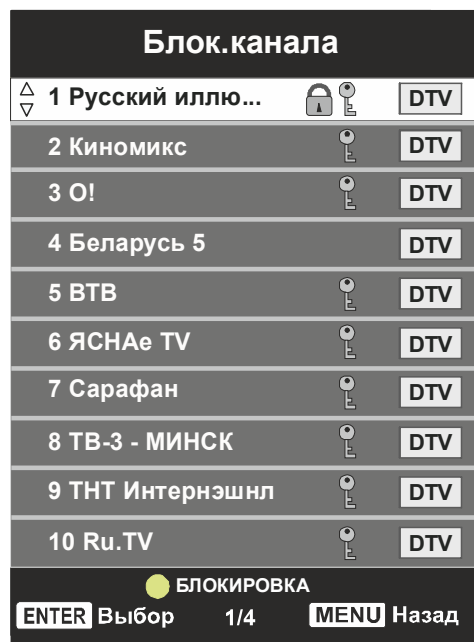 Блок.канала
1 Русский иллю... DTV
2 Киномикс DTV
3 О! DTV
4 Беларусь 5 DTV
5 ВТВ DTV
6 ЯСНАе TV DTV
7 Сарафан DTV
8 ТВ-3 - МИНСК DTV
9 ТНТ Интернэшнл DTV
10 Ru.TV DTV
БЛОКИРОВКА
ENTER Выбор 1/4 MENU Назад